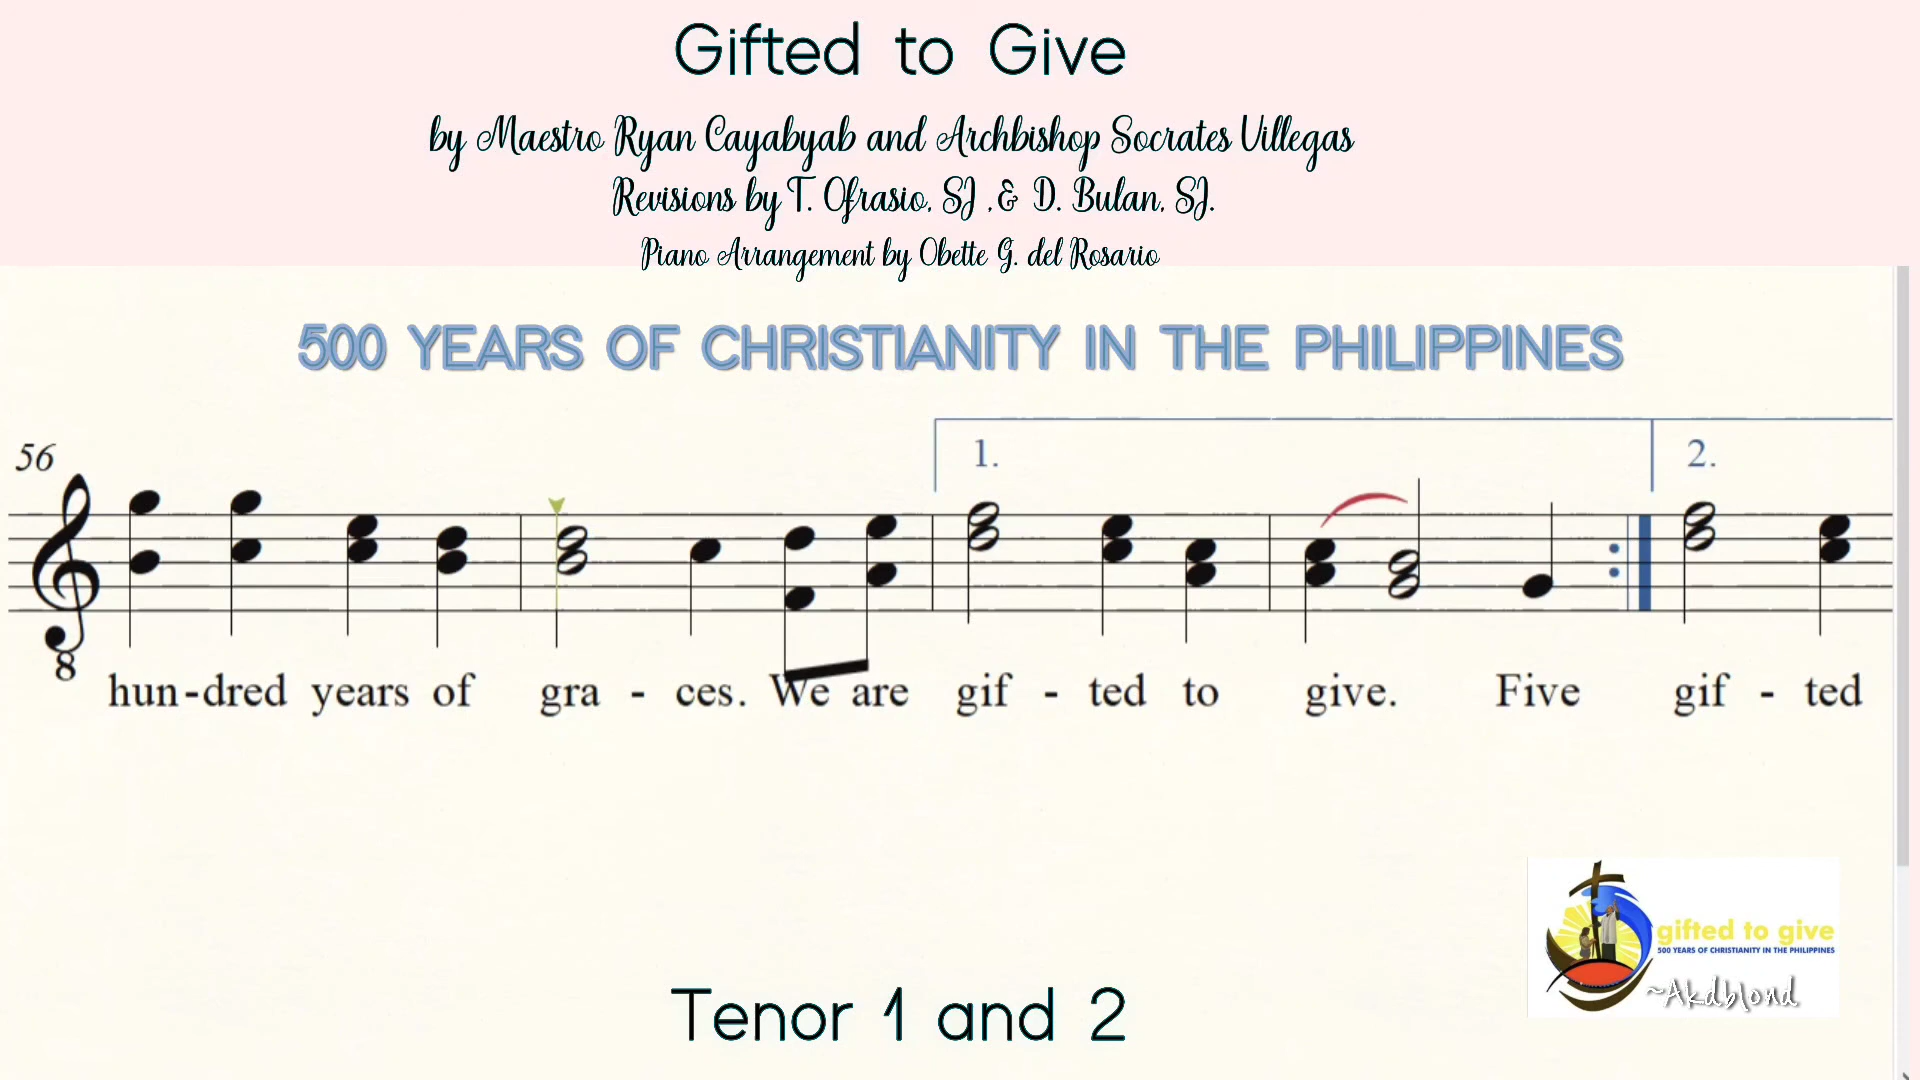 Gifted to Give
by Maestro Ryan Cayabyab and Archbishop Socrates Villegas
Revisions by T. Ofrasio, SJ ,& D. Bulan, SJ.
Piano Arrangement by Obette G. del Rosario
500 YEARS OF CHRISTIANITY IN THE PHILIPPINES
56
1.
2.
8
hun-dred years of gra - ces. We are gif - ted to give. Five gif - ted
gifted to give
500 YEARS OF CHRISTIANITY IN THE PHILIPPINES
~Akdblond
Tenor 1 and 2